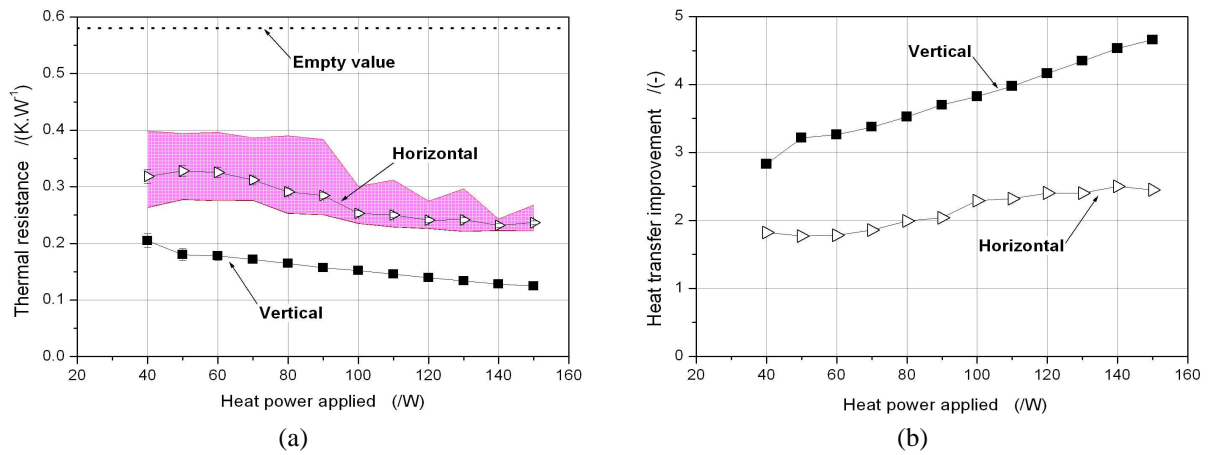 0.6
0.5
0.4
0.3
0.2
0.1
0.0
Thermal resistance /(K.W⁻¹)
Empty value
Horizontal
Vertical
20 40 60 80 100 120 140 160
Heat power applied (/W)
(a)
5
4
3
2
1
0
Heat transfer improvement /(-)
Vertical
Horizontal
20 40 60 80 100 120 140 160
Heat power applied (/W)
(b)